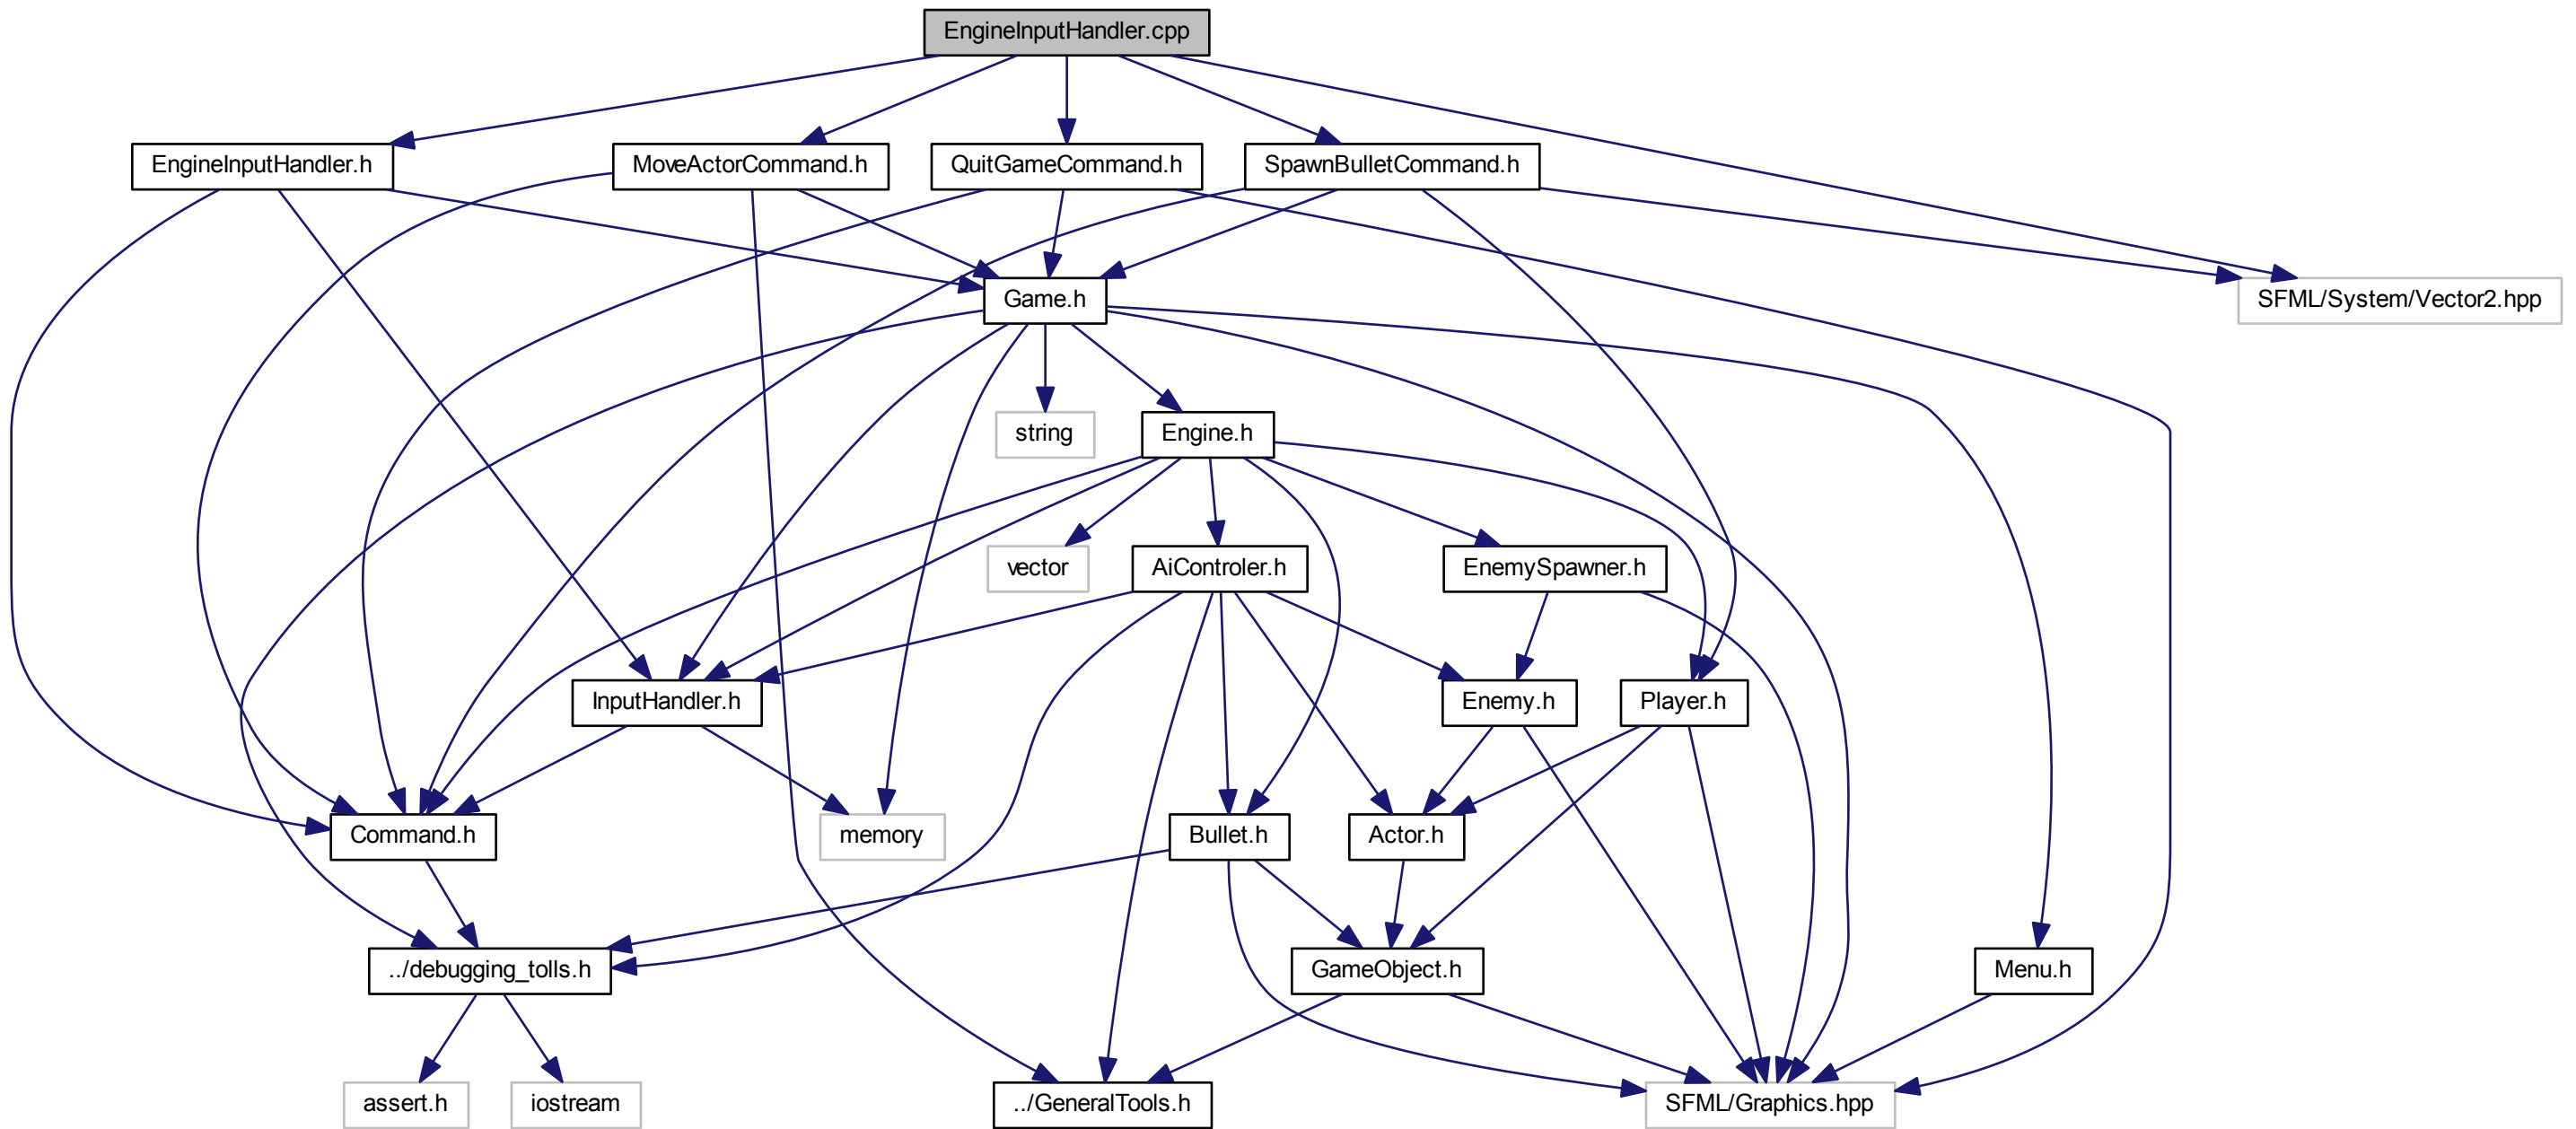 EngineInputHandler.cpp
EngineInputHandler.h
MoveActorCommand.h
QuitGameCommand.h
SpawnBulletCommand.h
Game.h
SFML/System/Vector2.hpp
string
Engine.h
vector
AiControler.h
EnemySpawner.h
InputHandler.h
Enemy.h
Player.h
Command.h
memory
Bullet.h
Actor.h
../debugging_tolls.h
GameObject.h
Menu.h
assert.h
iostream
../GeneralTools.h
SFML/Graphics.hpp